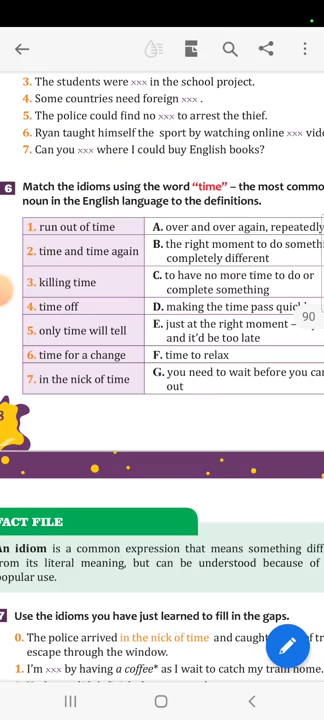 3. The students were xxx in the school project.
4. Some countries need foreign xxx .
5. The police could find no xxx to arrest the thief.
6. Ryan taught himself the sport by watching online xxx
7. Can you xxx where I could buy English books?
6 Match the idioms using the word “time” – the most
noun in the English language to the definitions.
1. run out of time
A. over and over again, repeatedly
2. time and time again
B. the right moment to do
completely different
3. killing time
C. to have no more time to do or
complete something
4. time off
D. making the time pass
5. only time will tell
E. just at the right moment –
and it’d be too late
6. time for a change
F. time to relax
7. in the nick of time
G. you need to wait before you
out
90
FACT FILE
An idiom is a common expression that means something
from its literal meaning, but can be understood because of
popular use.
7 Use the idioms you have just learned to fill in the gaps.
0. The police arrived in the nick of time and caught
escape through the window.
1. I’m xxx by having a coffee* as I wait to catch my train home.